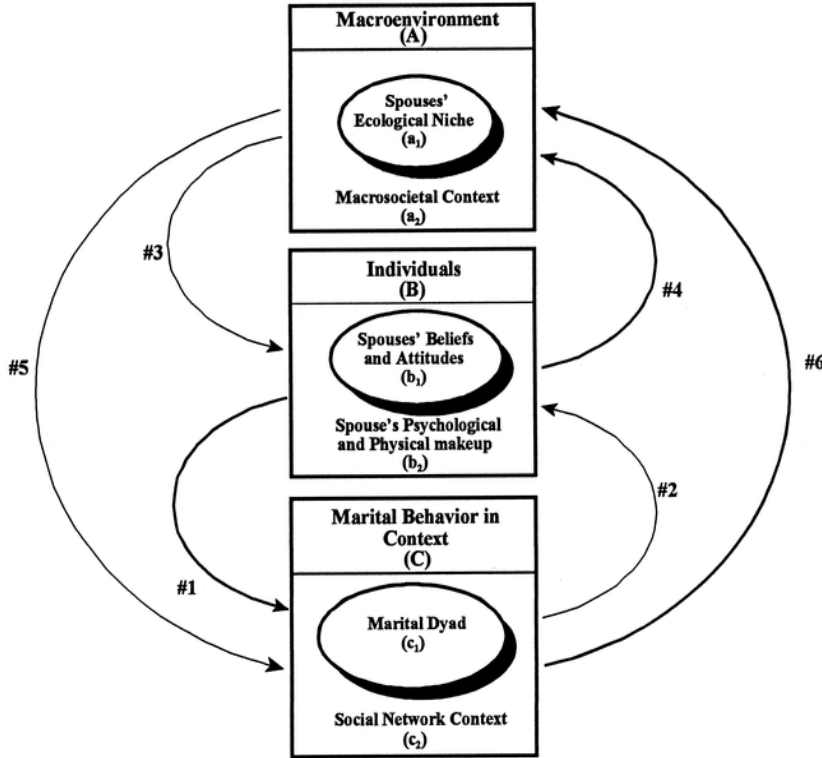 Macroenvironment
(A)
Spouses'
Ecological Niche
(a₁)
Macrosocietal Context
(a₂)
#3
Individuals
(B)
#4
#5
Spouses' Beliefs
and Attitudes
(b₁)
#6
Spouse's Psychological
and Physical makeup
(b₂)
#2
Marital Behavior in
Context
(C)
#1
Marital Dyad
(c₁)
Social Network Context
(c₂)